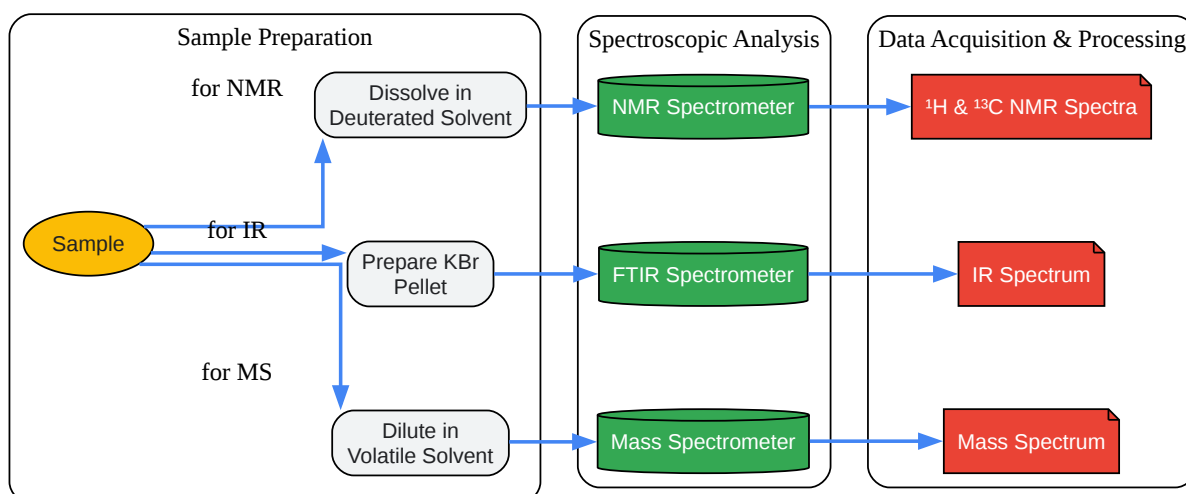 Sample Preparation
Spectroscopic Analysis
Data Acquisition & Processing
for NMR
Dissolve in
Deuterated Solvent
NMR Spectrometer
¹H & ¹³C NMR Spectra
Sample
for IR
Prepare KBr
Pellet
FTIR Spectrometer
IR Spectrum
for MS
Dilute in
Volatile Solvent
Mass Spectrometer
Mass Spectrum